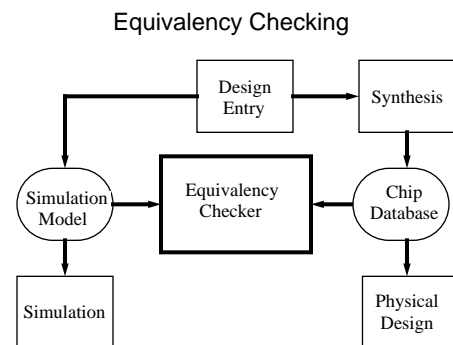 Equivalency Checking
Design
Entry
Synthesis
Simulation
Model
Equivalency
Checker
Chip
Database
Simulation
Physical
Design